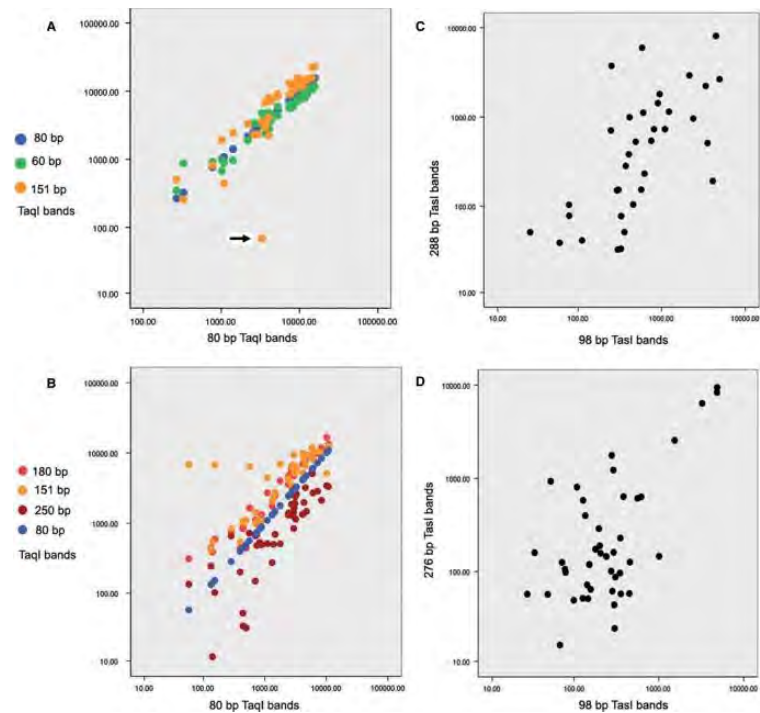 A
100000.00
10000.00
1000.00
100.00
10.00
80 bp
60 bp
151 bp
TaqI bands
100.00 1000.00 10000.00 100000.00
80 bp TaqI bands
C
10000.00
1000.00
100.00
10.00
288 bp TasI bands
10.00 100.00 1000.00 10000.00
98 bp TasI bands
B
100000.00
10000.00
1000.00
100.00
10.00
180 bp
151 bp
250 bp
80 bp
TaqI bands
10.00 100.00 1000.00 10000.00 100000.00
80 bp TaqI bands
D
10000.00
1000.00
100.00
10.00
276 bp TasI bands
10.00 100.00 1000.00 10000.00
98 bp TasI bands